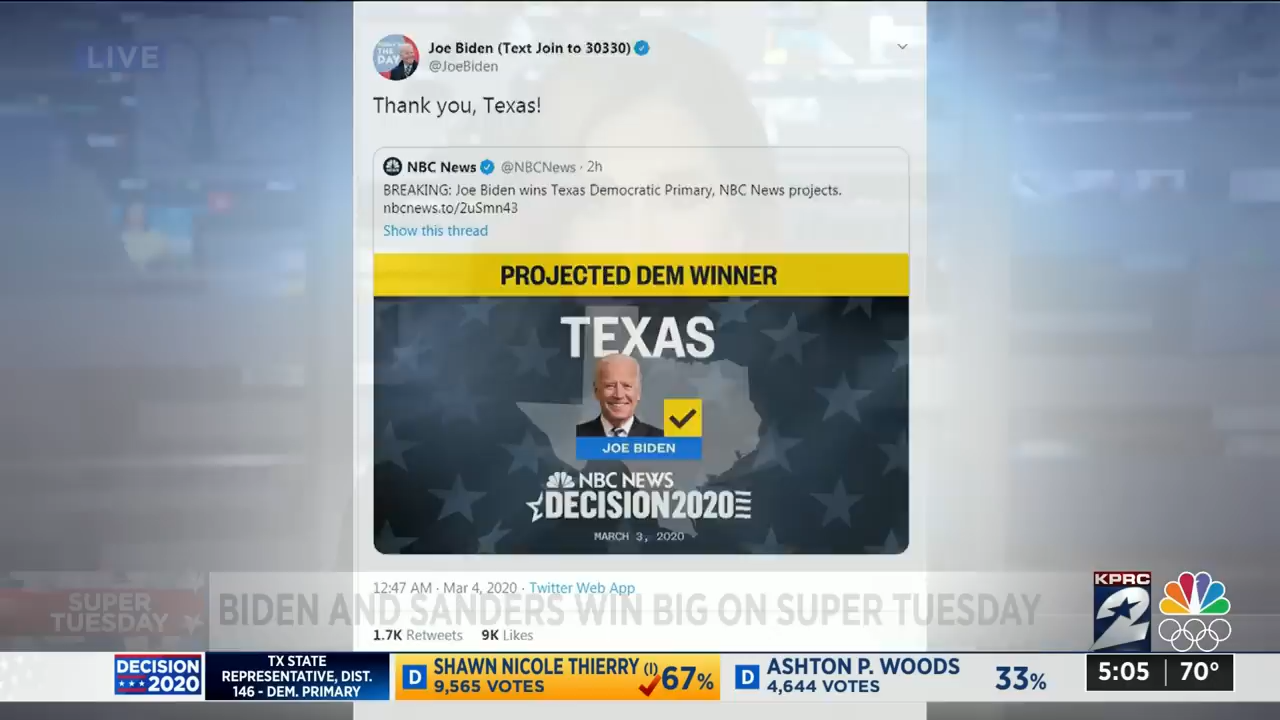 LIVE
Joe Biden (Text Join to 30330)
@JoeBiden
Thank you, Texas!
NBC News @NBCNews · 2h
BREAKING: Joe Biden wins Texas Democratic Primary, NBC News projects.
nbcnews.to/2uSmn43
Show this thread
PROJECTED DEM WINNER
TEXAS
JOE BIDEN
NBC NEWS
DECISION2020
MARCH 3, 2020
12:47 AM · Mar 4, 2020 · Twitter Web App
SUPER
TUESDAY
BIDEN AND SANDERS WIN BG ON SUPER TUESDAY
1.7K Retweets 9K Likes
KPRC
2
DECISION
2020
TX STATE
REPRESENTATIVE, DIST.
146 - DEM. PRIMARY
D SHAWN NICOLE THIERRY (I) 67%
9,565 VOTES
D ASHTON P. WOODS 33%
4,644 VOTES
5:05 70°